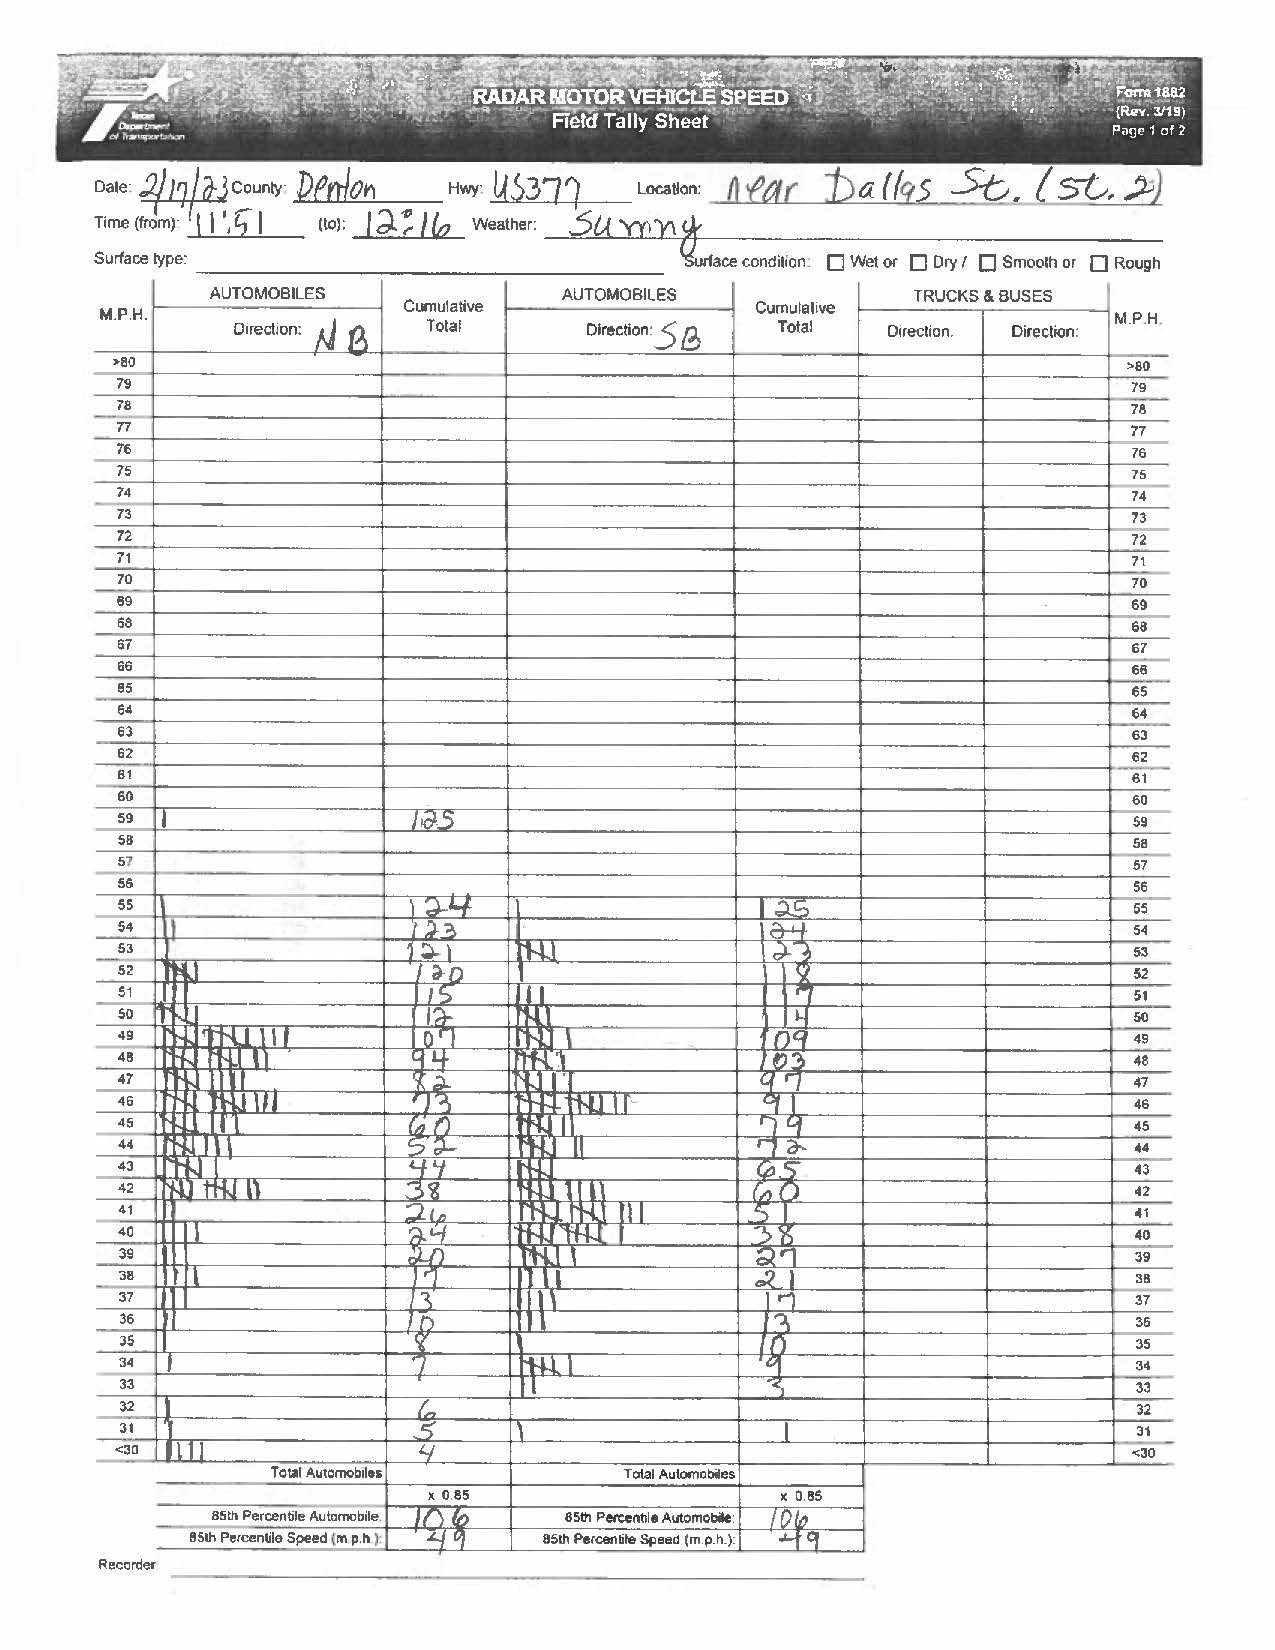 Texas
Department
of Transportation
RADAR MOTOR VEHICLE SPEED
Field Tally Sheet
Form 1882
(Rev. 3/19)
Page 1 of 2
Date: 2/17/23 County: Denton Hwy: US377 Location: near Dallas St. (st. 2)
Time (from): 11:51 (to): 12:16 Weather: Sunny
Surface type: Surface condition: Wet or Dry / Smooth or Rough
M.P.H. AUTOMOBILES Cumulative Total AUTOMOBILES Cumulative Total TRUCKS & BUSES M.P.H.
Direction: NB Direction: SB Direction: Direction:
>80 >80
79 79
78 78
77 77
76 76
75 75
74 74
73 73
72 72
71 71
70 70
69 69
68 68
67 67
66 66
65 65
64 64
63 63
62 62
61 61
60 60
59 125 59
58 58
57 57
56 56
55 124 125 55
54 123 124 54
53 121 123 53
52 120 118 52
51 115 117 51
50 112 114 50
49 107 109 49
48 94 103 48
47 82 97 47
46 73 91 46
45 60 79 45
44 52 72 44
43 44 65 43
42 38 60 42
41 26 51 41
40 24 38 40
39 20 27 39
38 17 21 38
37 13 17 37
36 10 13 36
35 8 10 35
34 7 9 34
33 3 33
32 6 32
31 5 1 31
<30 4 <30
Total Automobiles Total Automobiles
x 0.85 x 0.85
85th Percentile Automobile: 106 85th Percentile Automobile: 106
85th Percentile Speed (m.p.h.): 49 85th Percentile Speed (m.p.h.): 49
Recorder